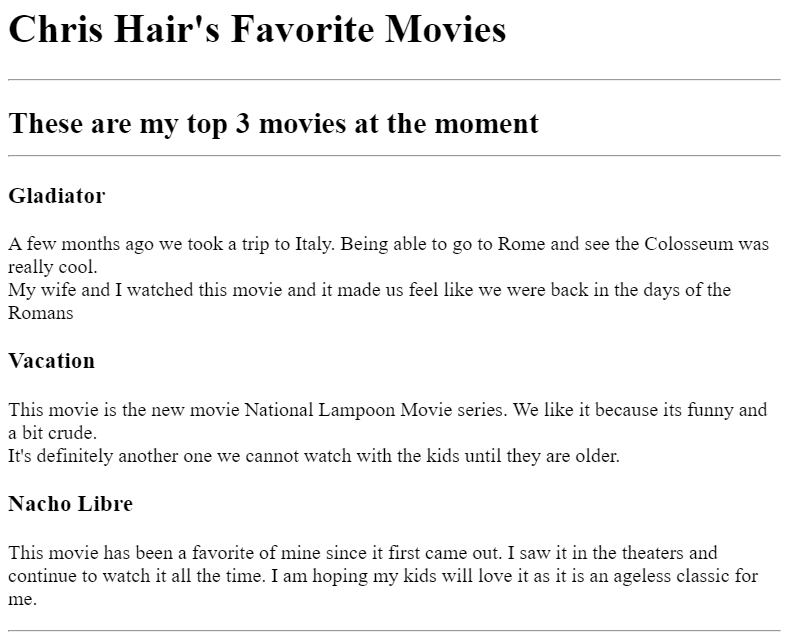 Chris Hair's Favorite Movies
These are my top 3 movies at the moment
Gladiator
A few months ago we took a trip to Italy. Being able to go to Rome and see the Colosseum was
really cool.
My wife and I watched this movie and it made us feel like we were back in the days of the
Romans
Vacation
This movie is the new movie National Lampoon Movie series. We like it because its funny and
a bit crude.
It's definitely another one we cannot watch with the kids until they are older.
Nacho Libre
This movie has been a favorite of mine since it first came out. I saw it in the theaters and
continue to watch it all the time. I am hoping my kids will love it as it is an ageless classic for
me.